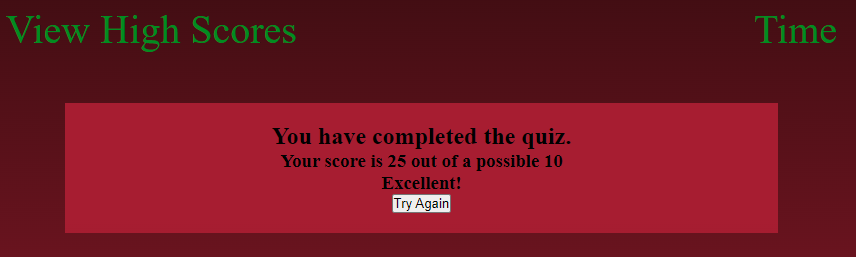 View High Scores
Time
You have completed the quiz.
Your score is 25 out of a possible 10
Excellent!
Try Again